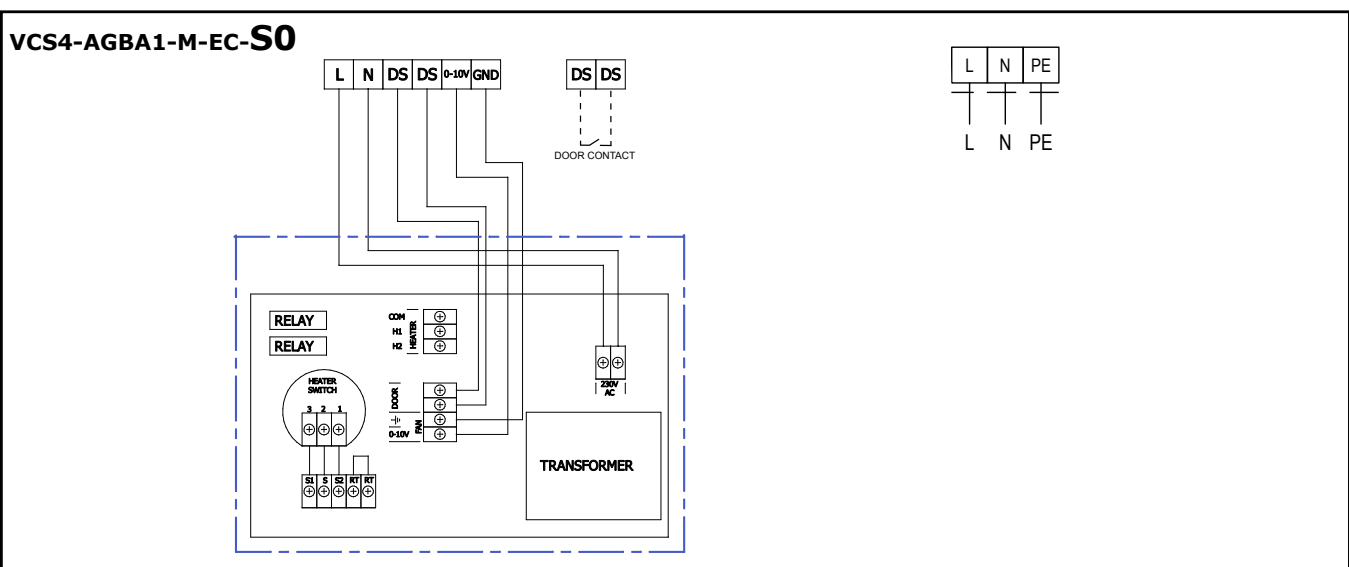 VCS4-AGBA1-M-EC-S0
L N DS DS 0-10V GND
DS DS
DOOR CONTACT
L N PE
L N PE
RELAY
RELAY
COM
H1
H2
HEATER
HEATER
SWITCH
3 2 1
DOOR
FAN
0-10V
S1 S S2 RT RT
230V
AC
TRANSFORMER